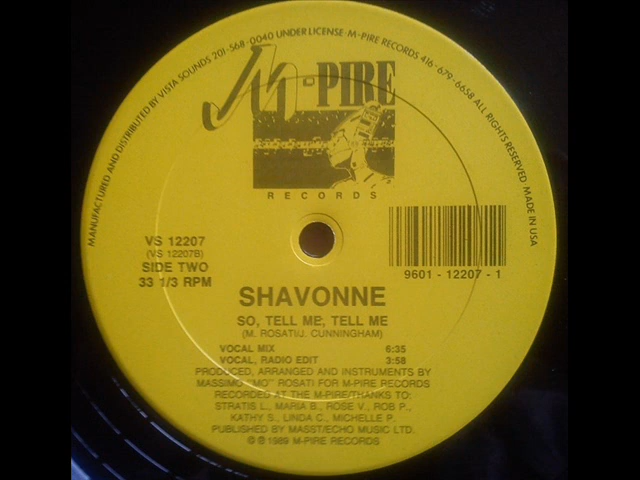 MANUFACTURED AND DISTRIBUTED BY VISTA SOUNDS 201-568-0040 UNDER LICENSE · M-PIRE RECORDS 416-679-6658 ALL RIGHTS RESERVED MADE IN USA
M-PIRE
RECORDS
VS 12207
(VS 12207B)
SIDE TWO
33 1/3 RPM
9601 - 12207 - 1
SHAVONNE
SO, TELL ME, TELL ME
(M. ROSATI/J. CUNNINGHAM)
VOCAL MIX 6:35
VOCAL, RADIO EDIT 3:58
PRODUCED, ARRANGED AND INSTRUMENTS BY
MASSIMO "MO" ROSATI FOR M-PIRE RECORDS
RECORDED AT THE M-PIRE/THANKS TO:
STRATIS L., MARIA B., ROSE V., ROB P.,
KATHY S., LINDA C., MICHELLE P.
PUBLISHED BY MASST/ECHO MUSIC LTD.
© ℗ 1989 M-PIRE RECORDS